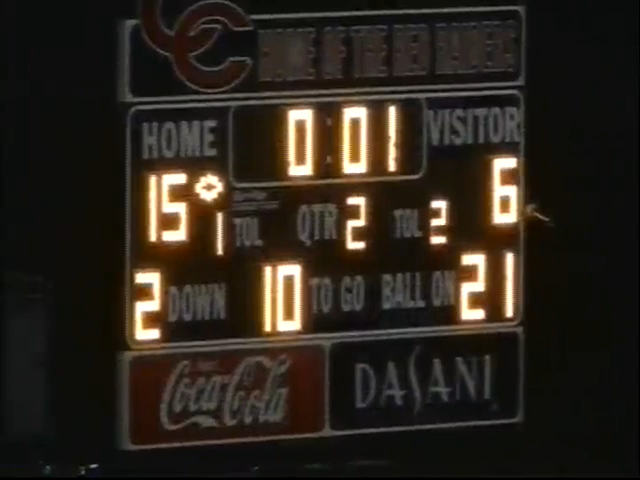 CC HOME OF THE RED RAIDERS
HOME 0:01 VISITOR
15 1 TOL QTR 2 TOL 2 6
2 DOWN 10 TO GO BALL ON 21
Coca-Cola DASANI